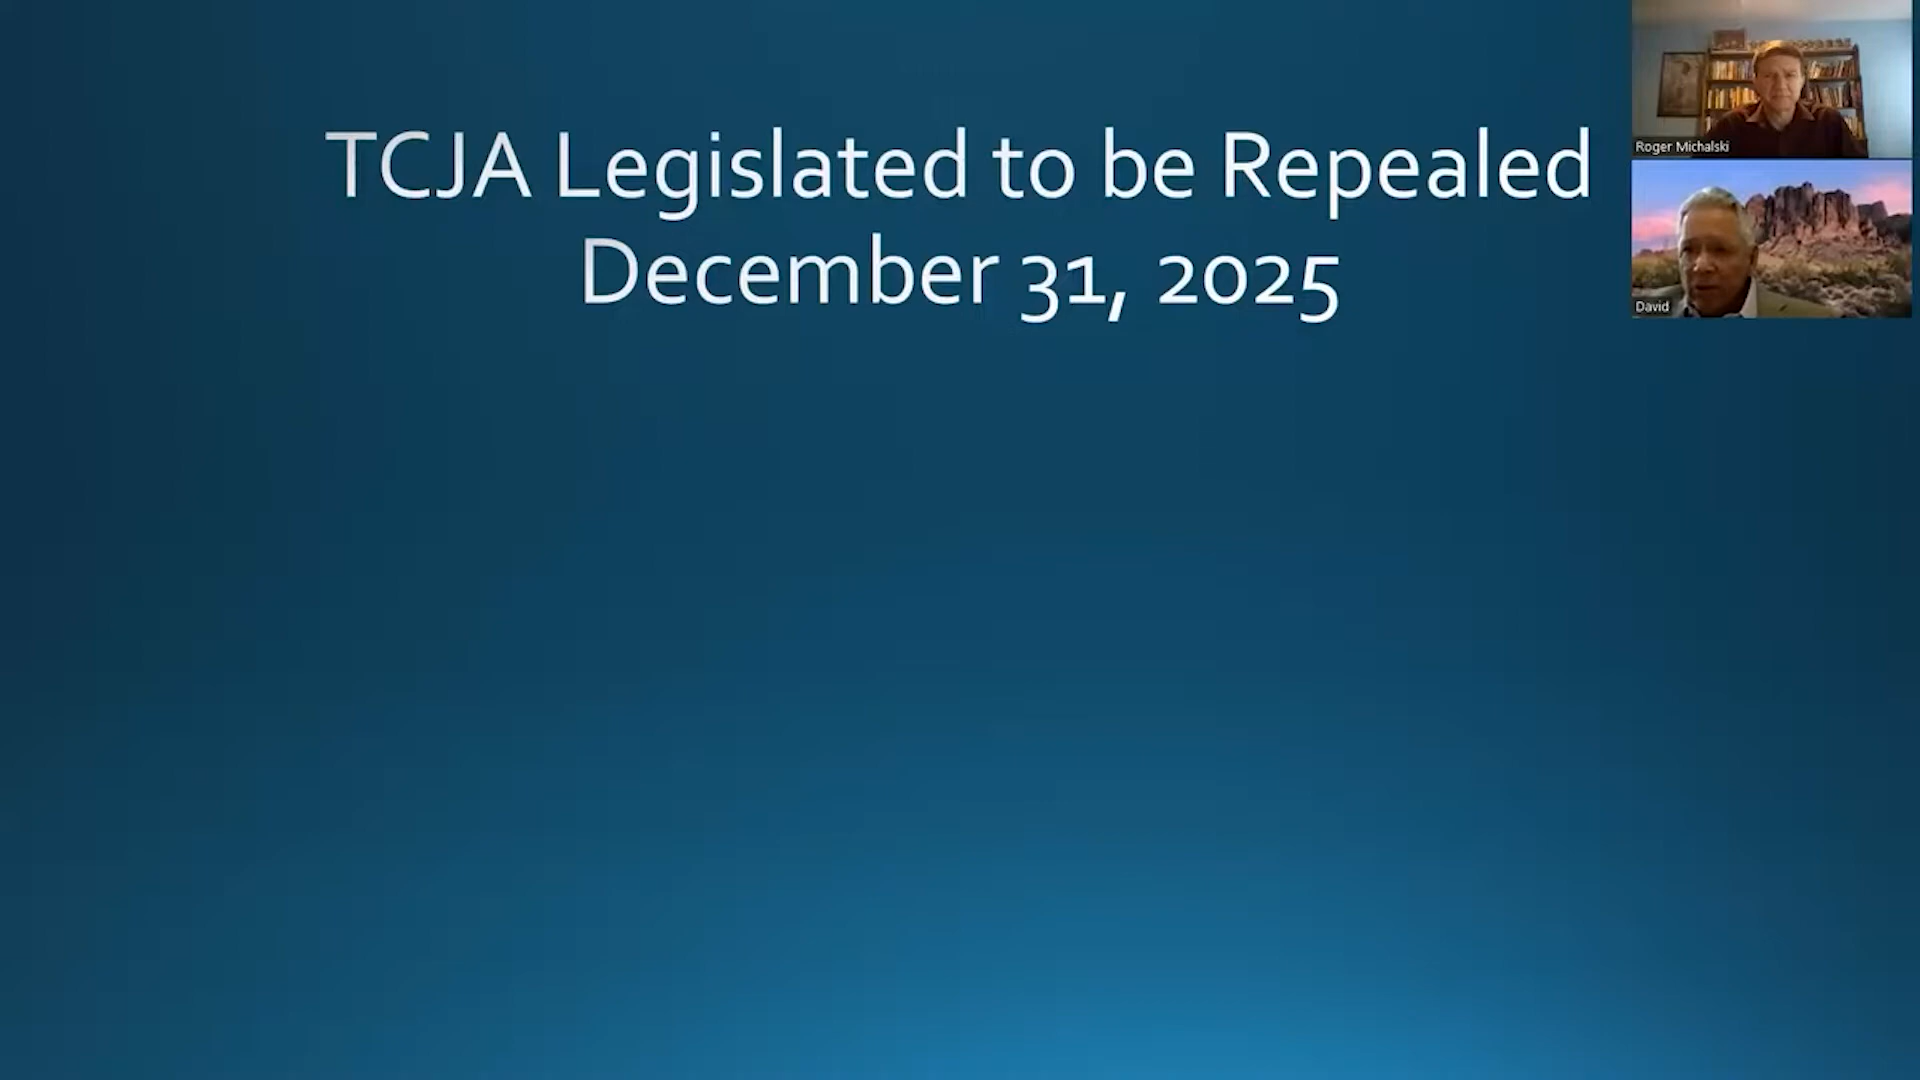 TCJA Legislated to be Repealed
December 31, 2025
Roger Michalski
David